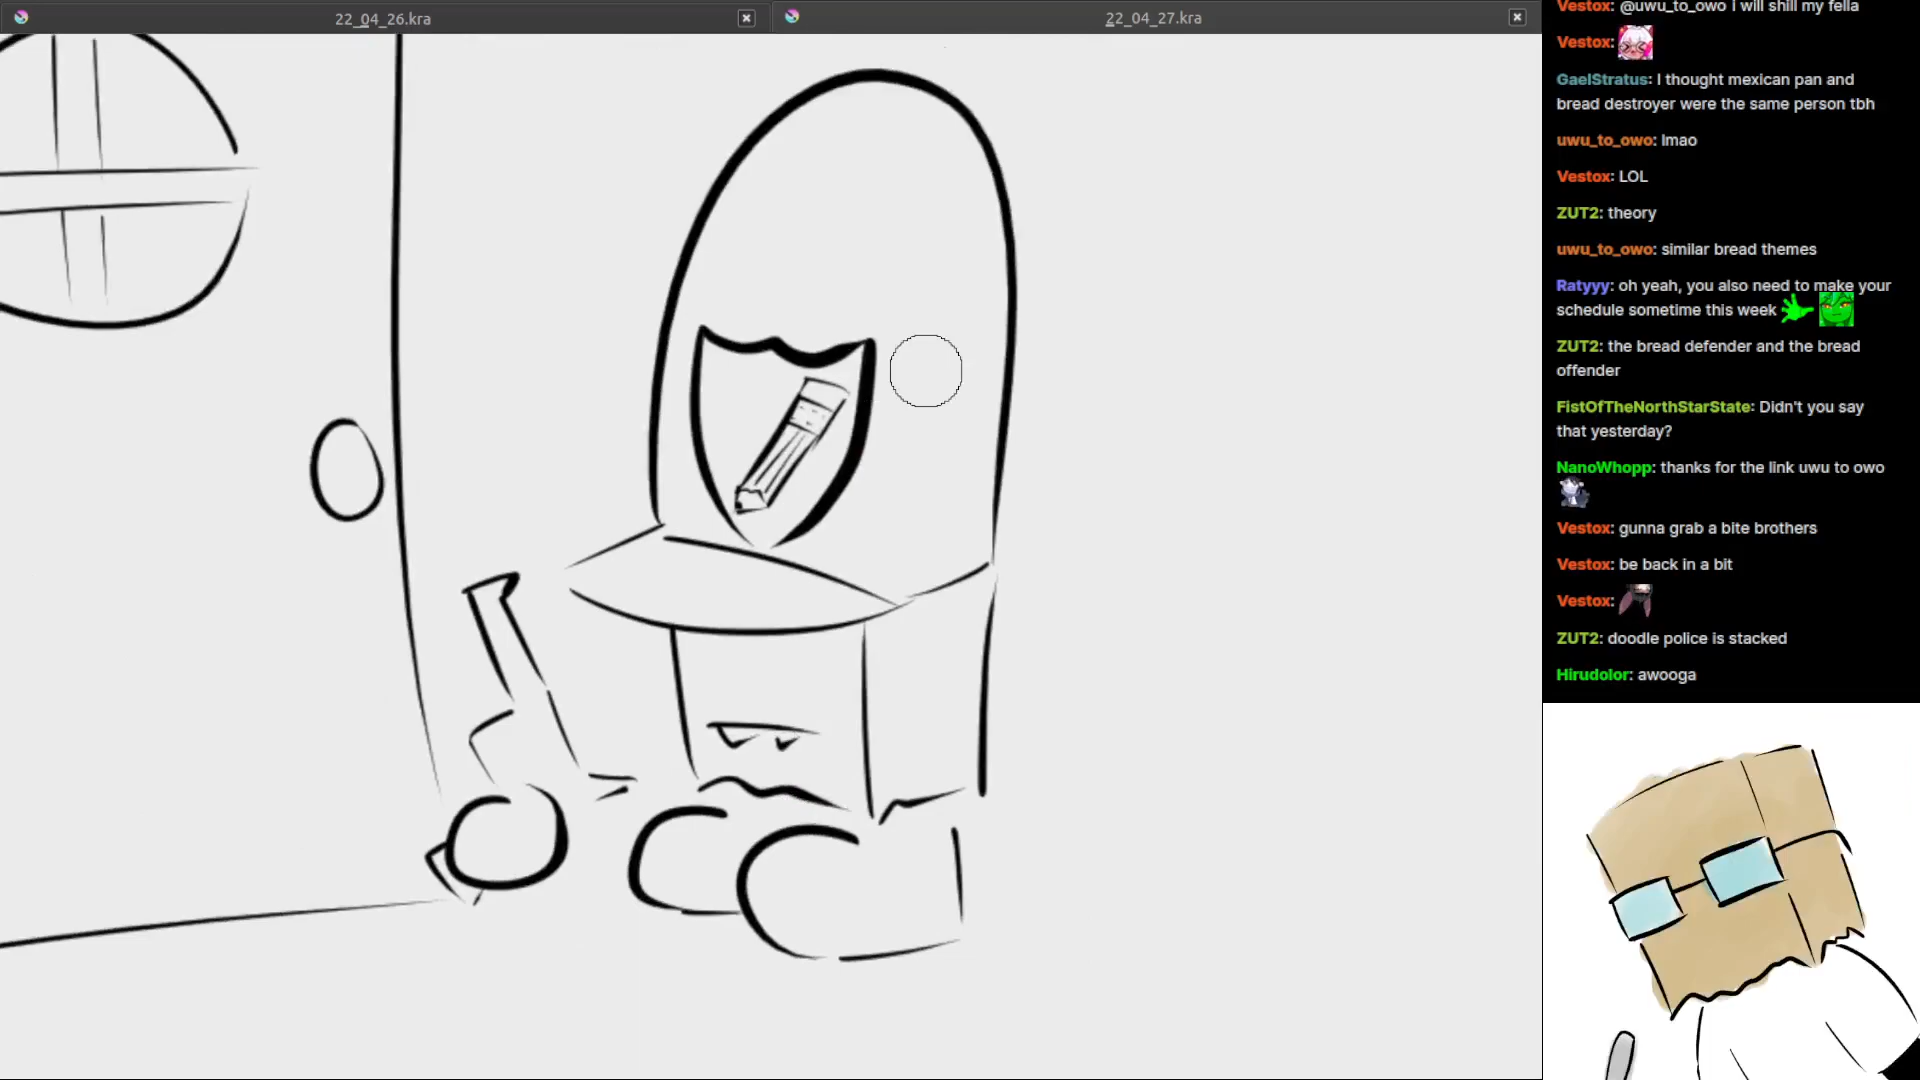 22_04_26.kra
22_04_27.kra
Vestox: @uwu_to_owo i will shill my fella
Vestox:
GaelStratus: I thought mexican pan and
bread destroyer were the same person tbh
uwu_to_owo: lmao
Vestox: LOL
ZUT2: theory
uwu_to_owo: similar bread themes
Ratyyy: oh yeah, you also need to make your
schedule sometime this week
ZUT2: the bread defender and the bread
offender
FistOfTheNorthStarState: Didn't you say
that yesterday?
NanoWhopp: thanks for the link uwu to owo
Vestox: gunna grab a bite brothers
Vestox: be back in a bit
Vestox:
ZUT2: doodle police is stacked
Hirudolor: awooga